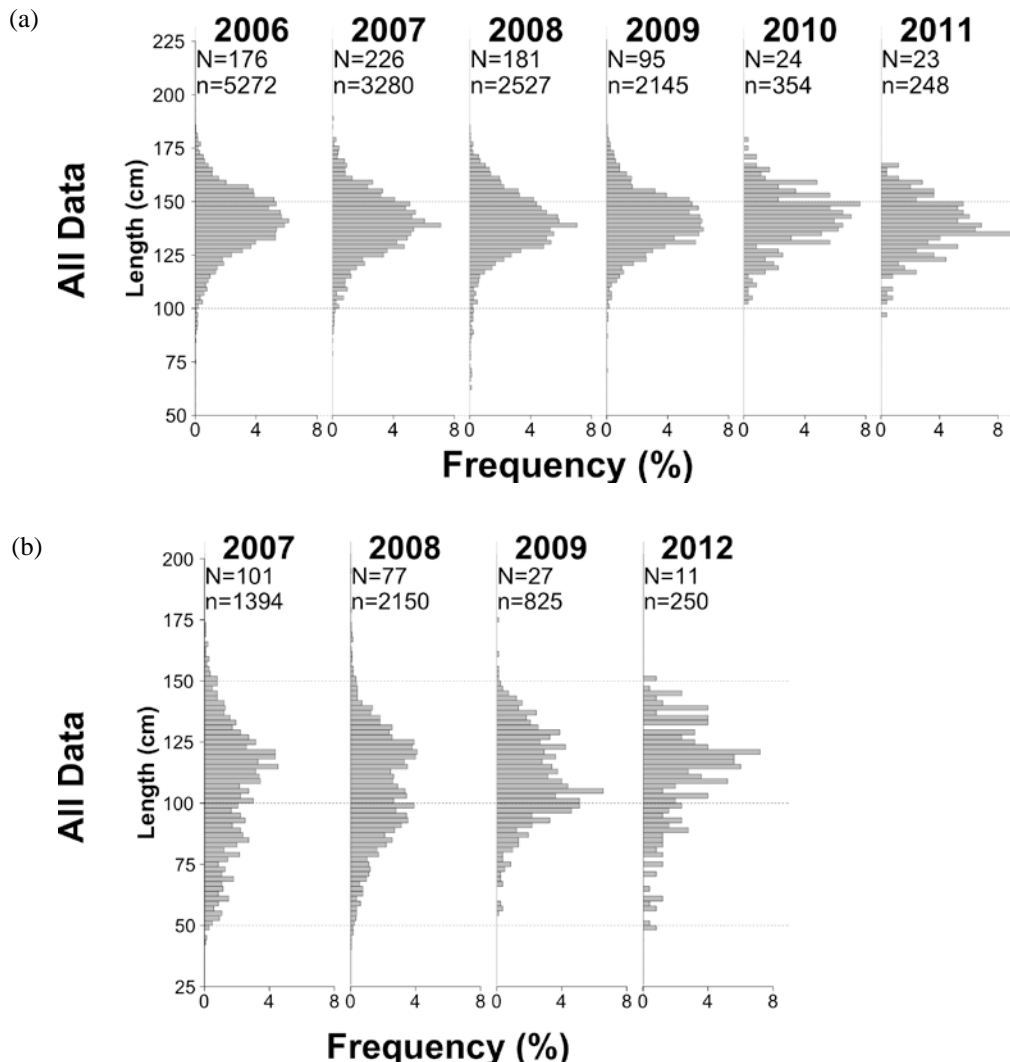 (a)
2006 2007 2008 2009 2010 2011
N=176 N=226 N=181 N=95 N=24 N=23
n=5272 n=3280 n=2527 n=2145 n=354 n=248
225
200
175
150
125
100
50
All Data
Length (cm)
0 4 8 0 4 8 0 4 8 0 4 8 0 4 8 0 4 8
Frequency (%)
(b)
2007 2008 2009 2012
N=101 N=77 N=27 N=11
n=1394 n=2150 n=825 n=250
200
175
150
125
100
75
50
25
All Data
Length (cm)
0 4 8 0 4 8 0 4 8 0 4 8
Frequency (%)